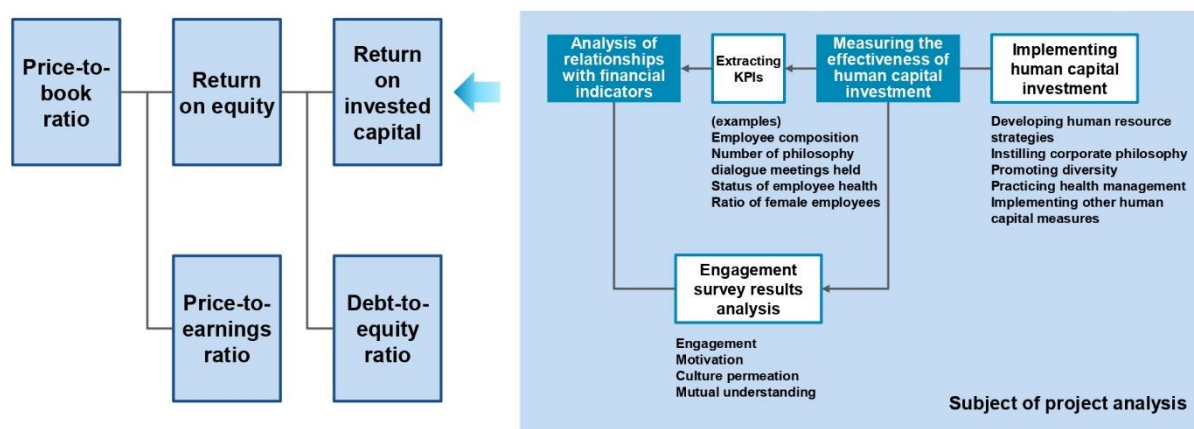 Price-to-
book
ratio
Return
on equity
Return
on
invested
capital
Price-to-
earnings
ratio
Debt-to-
equity
ratio
Analysis of
relationships
with financial
indicators
Extracting
KPIs
Measuring the
effectiveness of
human capital
investment
Implementing
human capital
investment
(examples)
Employee composition
Number of philosophy
dialogue meetings held
Status of employee health
Ratio of female employees
Developing human resource
strategies
Instilling corporate philosophy
Promoting diversity
Practicing health management
Implementing other human
capital measures
Engagement
survey results
analysis
Engagement
Motivation
Culture permeation
Mutual understanding
Subject of project analysis